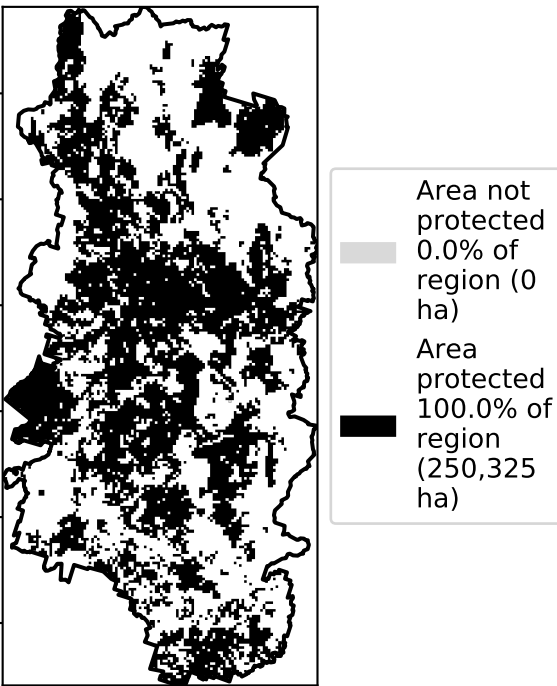 Area not
protected
0.0% of
region (0
ha)
Area
protected
100.0% of
region
(250,325
ha)